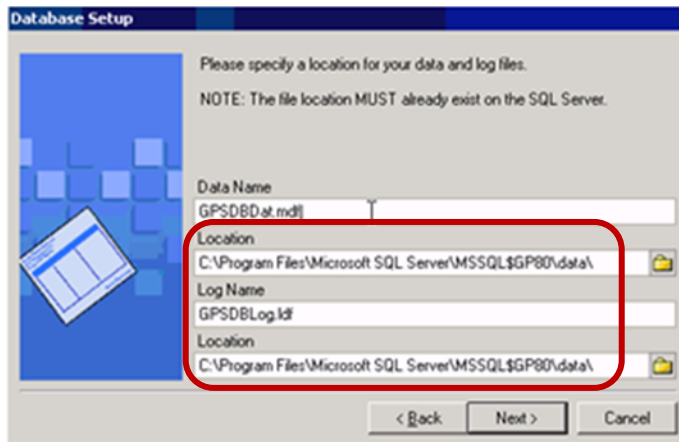 Database Setup
Please specify a location for your data and log files.
NOTE: The file location MUST already exist on the SQL Server.
Data Name
GPSDBDat.mdf
Location
C:\Program Files\Microsoft SQL Server\MSSQL$GP80\data\
Log Name
GPSDBLog.ldf
Location
C:\Program Files\Microsoft SQL Server\MSSQL$GP80\data\
< Back Next > Cancel